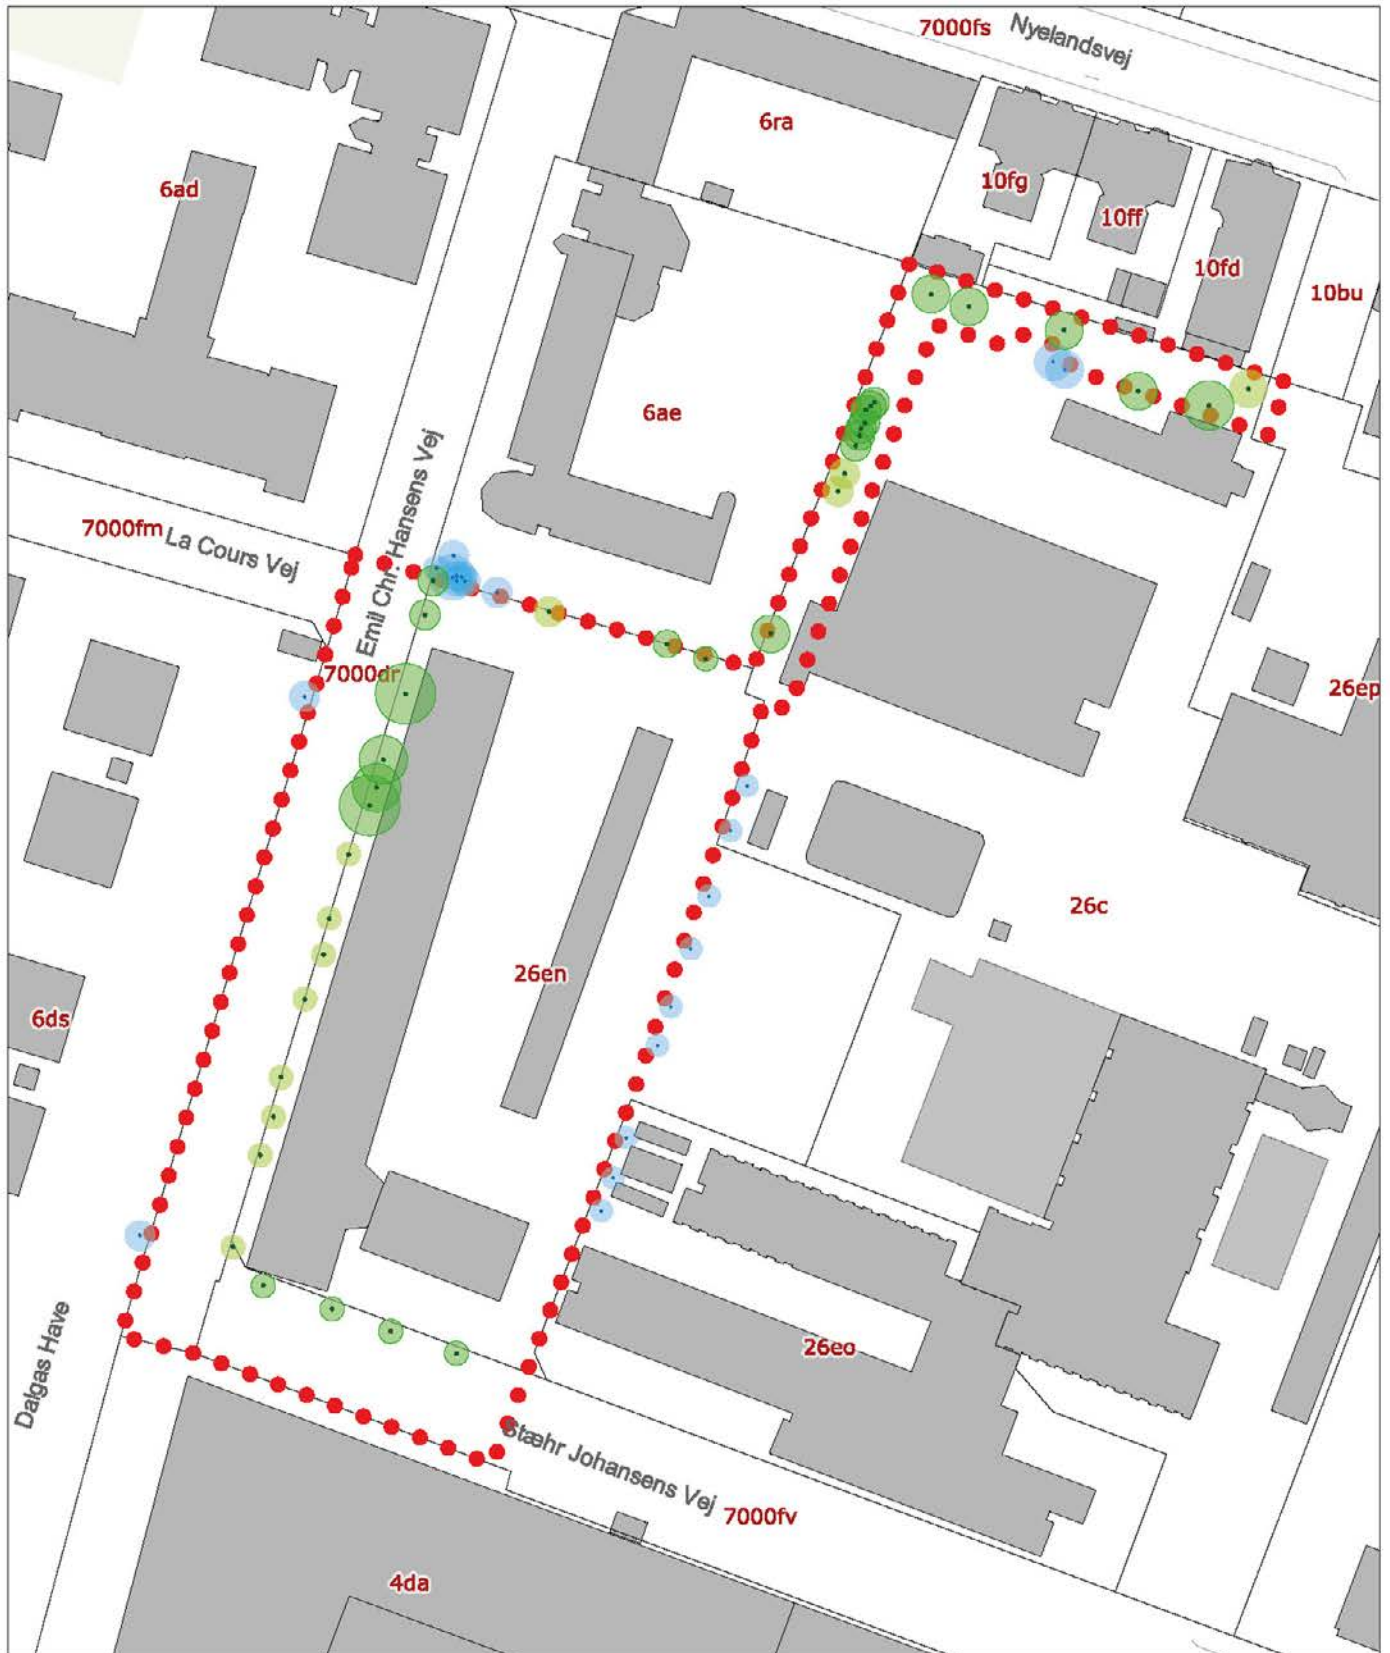 7000fs
Nyelandsvej
6ra
6ad
10fg
10ff
10fd
10bu
6ae
7000fm
La Cours Vej
Emil Chr. Hansens Vej
7000dr
26ep
26c
26en
6ds
Dalgas Have
26eo
Stæhr Johansens Vej
7000fv
4da